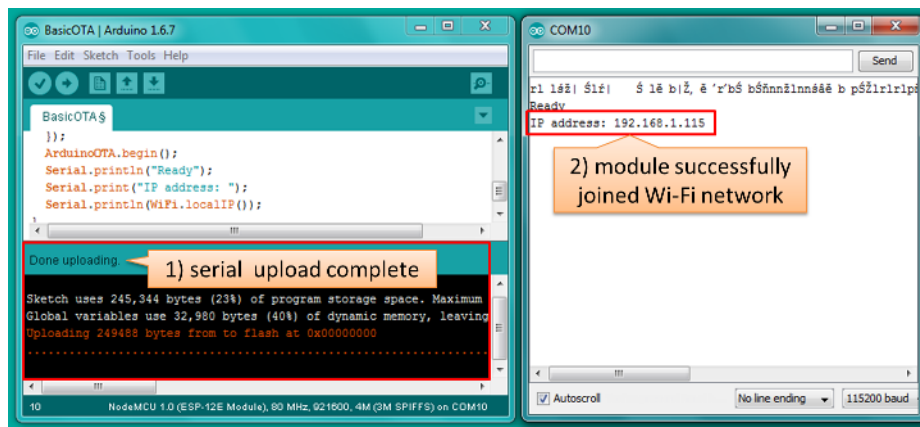 BasicOTA | Arduino 1.6.7
File Edit Sketch Tools Help
BasicOTA §
});
ArduinoOTA.begin();
Serial.println("Ready");
Serial.print("IP address: ");
Serial.println(WiFi.localIP());
Done uploading.
1) serial upload complete
Sketch uses 245,344 bytes (23%) of program storage space. Maximum
Global variables use 32,980 bytes (40%) of dynamic memory, leaving
Uploading 249488 bytes from to flash at 0x00000000
................................................................................
10
NodeMCU 1.0 (ESP-12E Module), 80 MHz, 921600, 4M (3M SPIFFS) on COM10
COM10
Send
Ready
IP address: 192.168.1.115
2) module successfully
joined Wi-Fi network
Autoscroll
No line ending
115200 baud